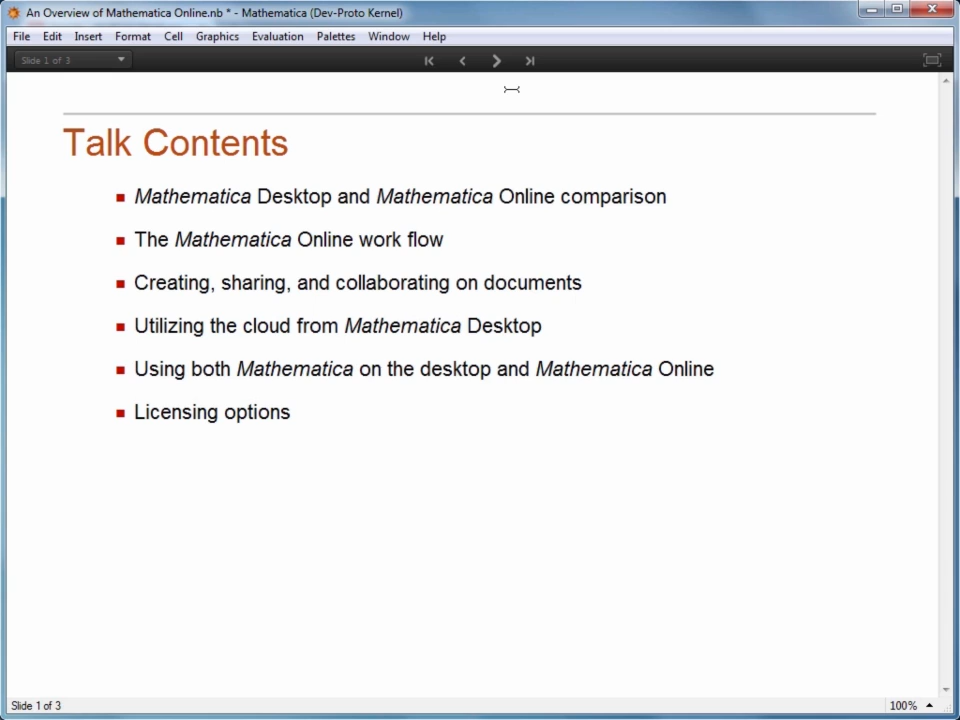 An Overview of Mathematica Online.nb * - Mathematica (Dev-Proto Kernel)
File Edit Insert Format Cell Graphics Evaluation Palettes Window Help
Slide 1 of 3
Talk Contents
Mathematica Desktop and Mathematica Online comparison
The Mathematica Online work flow
Creating, sharing, and collaborating on documents
Utilizing the cloud from Mathematica Desktop
Using both Mathematica on the desktop and Mathematica Online
Licensing options
Slide 1 of 3 100%